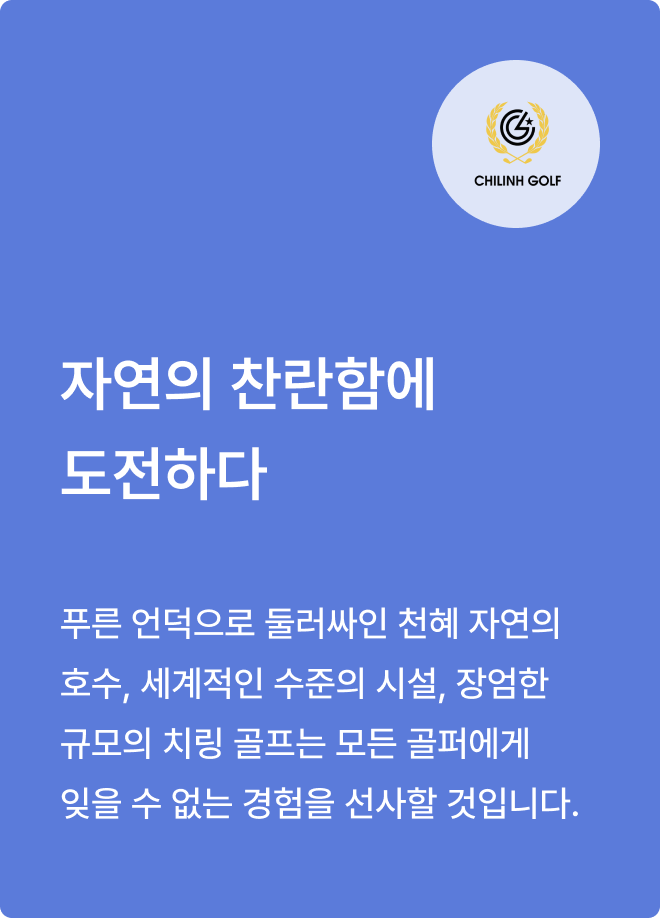 CHILINH GOLF
자연의 찬란함에
도전하다
푸른 언덕으로 둘러싸인 천혜 자연의
호수, 세계적인 수준의 시설, 장엄한
규모의 치링 골프는 모든 골퍼에게
잊을 수 없는 경험을 선사할 것입니다.